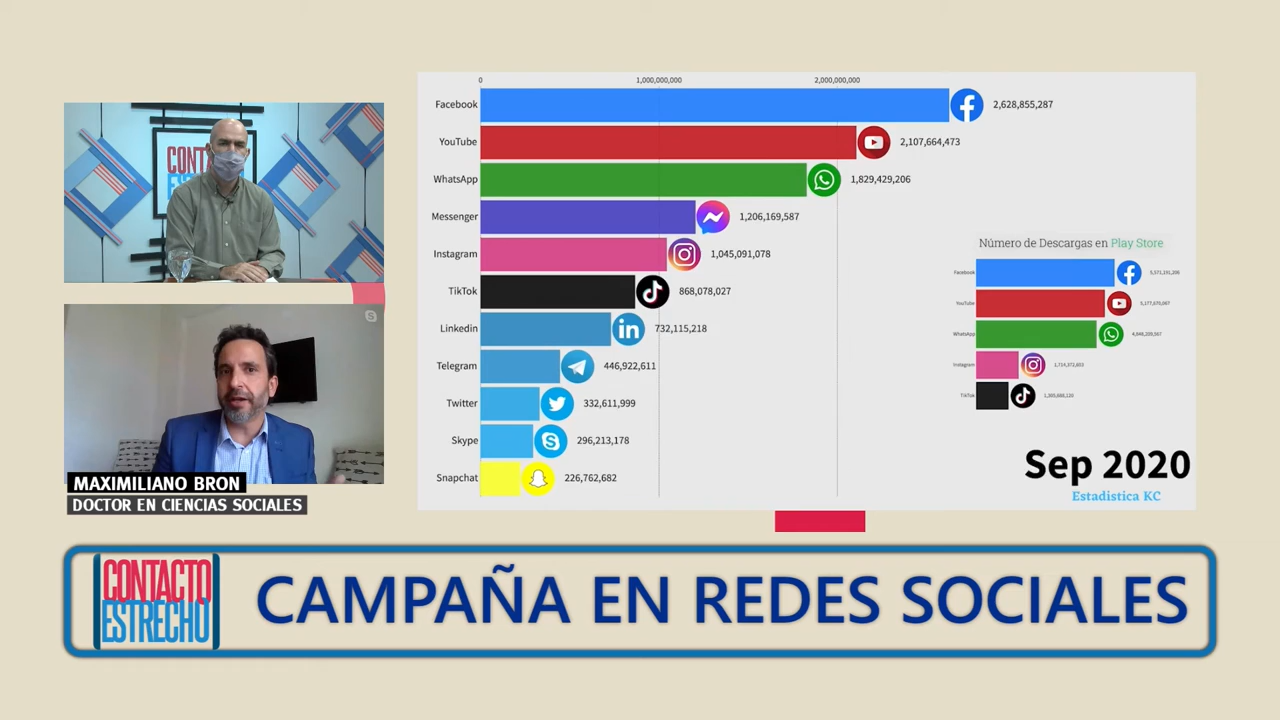 CONTACTO
ESTRECHO
MAXIMILIANO BRON
DOCTOR EN CIENCIAS SOCIALES
0 1,000,000,000 2,000,000,000
Facebook 2,628,855,287
YouTube 2,107,664,473
WhatsApp 1,829,429,206
Messenger 1,206,169,587
Instagram 1,045,091,078
TikTok 868,078,027
Linkedin 732,115,218
Telegram 446,922,611
Twitter 332,611,999
Skype 296,213,178
Snapchat 226,762,682
Número de Descargas en Play Store
Facebook
YouTube
WhatsApp
Instagram
TikTok
Sep 2020
Estadistica KC
CAMPAÑA EN REDES SOCIALES